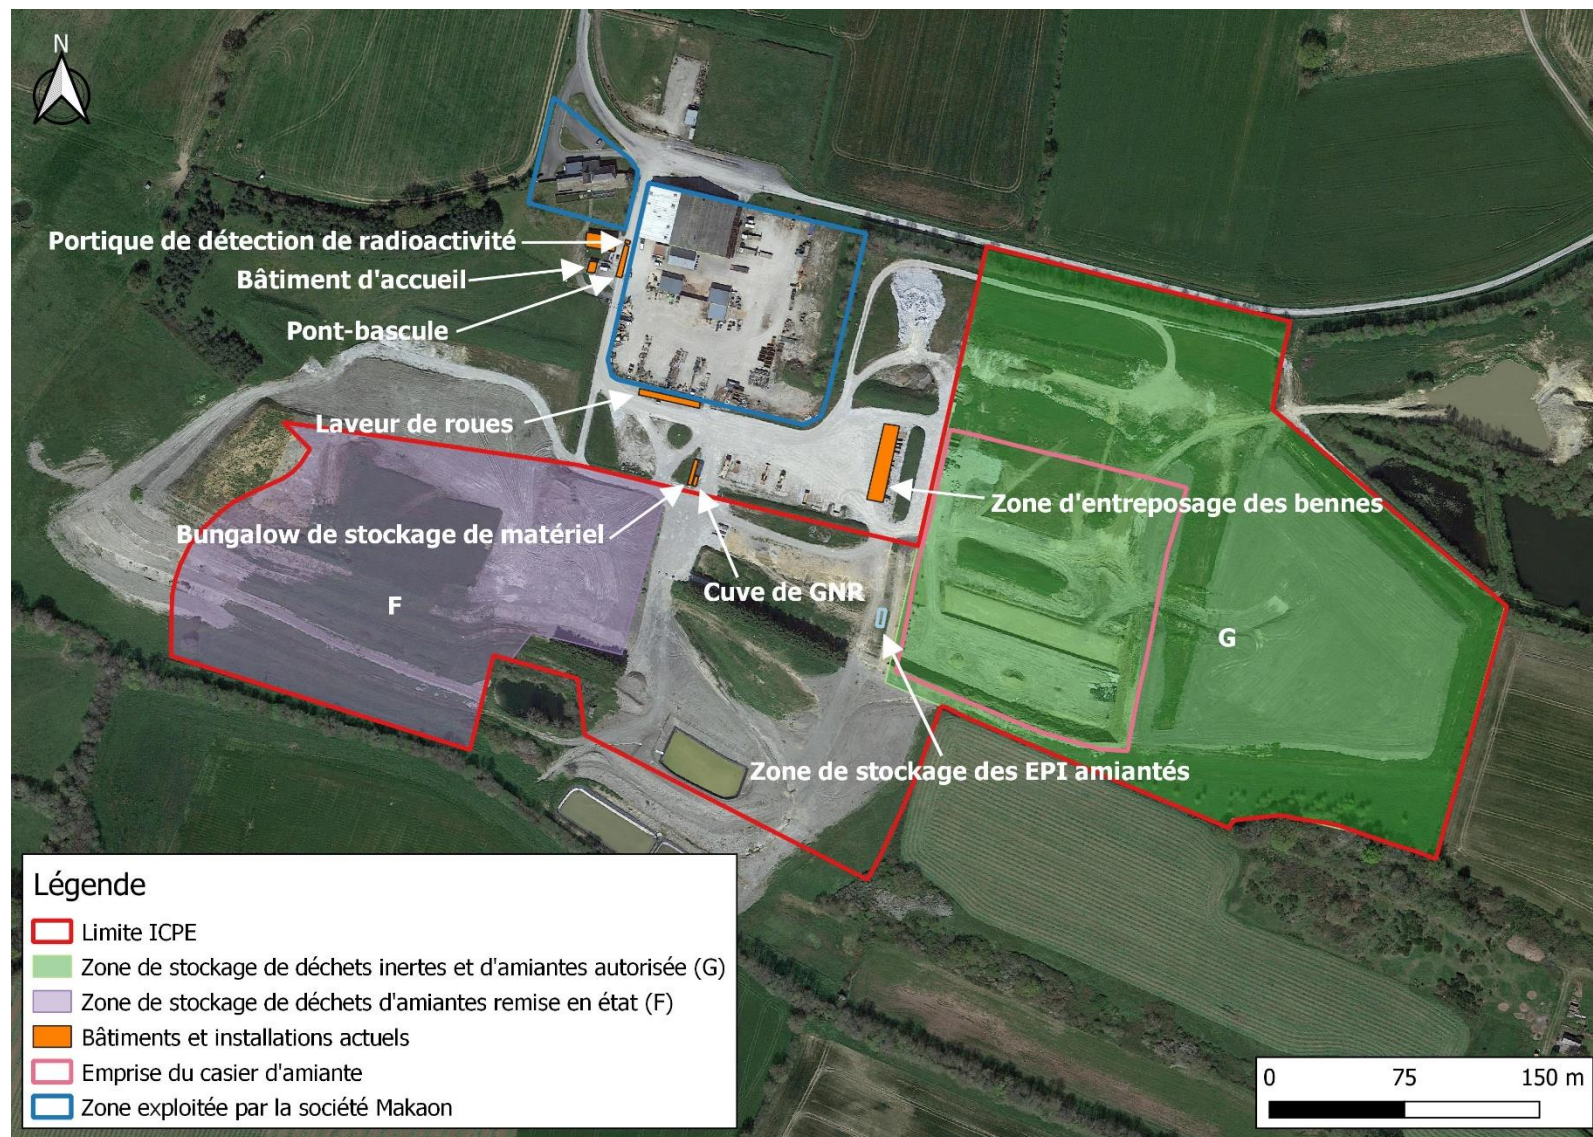 N
Portique de détection de radioactivité
Bâtiment d'accueil
Pont-bascule
Laveur de roues
Zone d'entreposage des bennes
Bungalow de stockage de matériel
Cuve de GNR
F
G
Zone de stockage des EPI amiantés
Légende
Limite ICPE
Zone de stockage de déchets inertes et d'amiantes autorisée (G)
Zone de stockage de déchets d'amiantes remise en état (F)
Bâtiments et installations actuels
Emprise du casier d'amiante
Zone exploitée par la société Makaon
0 75 150 m